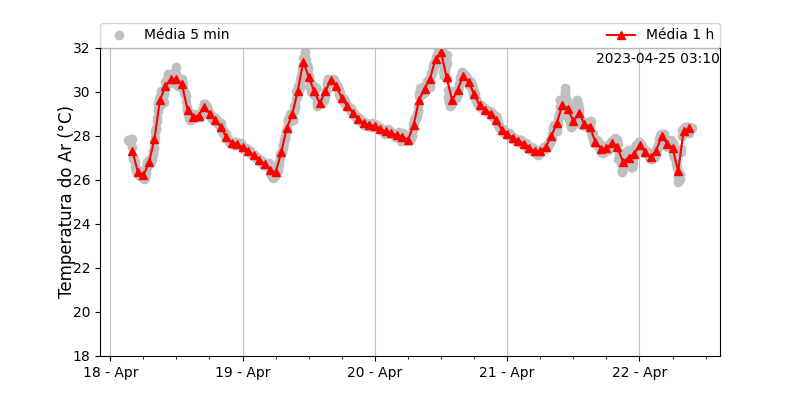 Média 5 min
Média 1 h
2023-04-25 03:10
Temperatura do Ar (°C)
32
30
28
26
24
22
20
18
18 - Apr
19 - Apr
20 - Apr
21 - Apr
22 - Apr